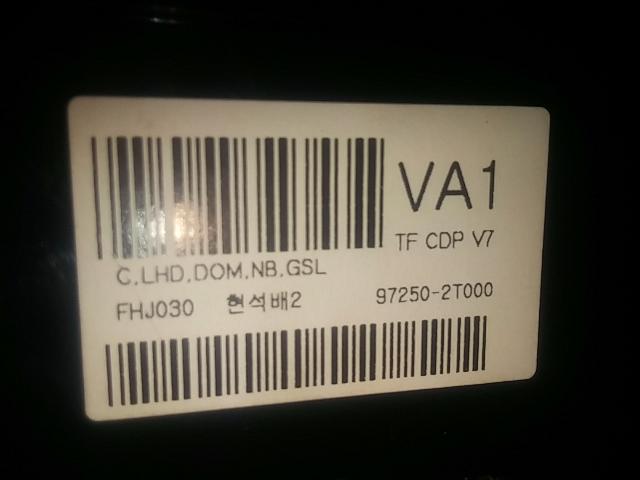 VA1
TF CDP V7
C,LHD,DOM,NB,GSL
FHJ030 현석배2 97250-2T000